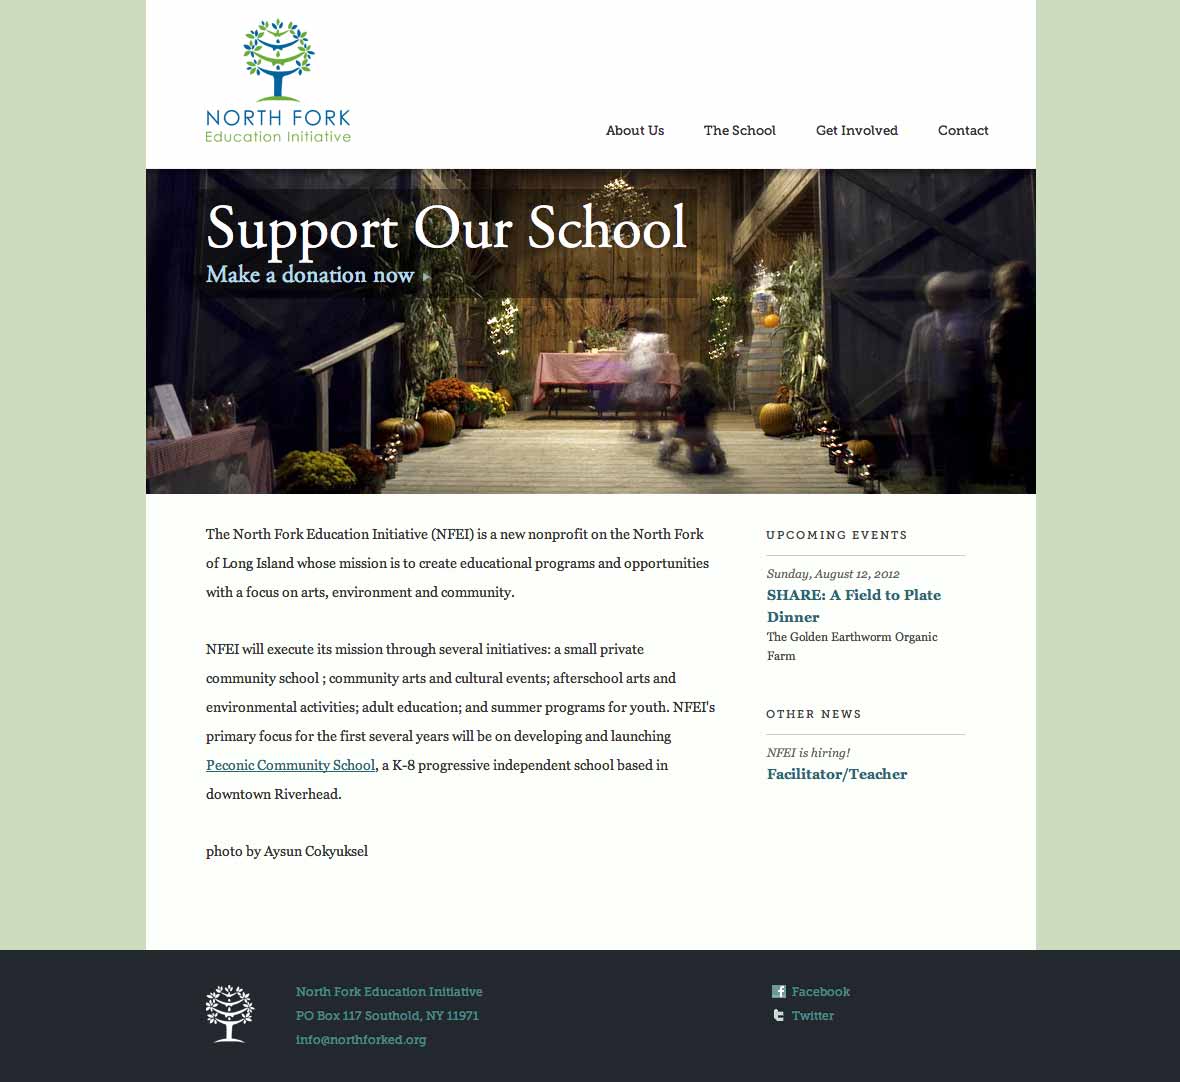 NORTH FORK
Education Initiative
About Us The School Get Involved Contact
Support Our School
Make a donation now
The North Fork Education Initiative (NFEI) is a new nonprofit on the North Fork
of Long Island whose mission is to create educational programs and opportunities
with a focus on arts, environment and community.
NFEI will execute its mission through several initiatives: a small private
community school ; community arts and cultural events; afterschool arts and
environmental activities; adult education; and summer programs for youth. NFEI's
primary focus for the first several years will be on developing and launching
Peconic Community School, a K-8 progressive independent school based in
downtown Riverhead.
photo by Aysun Cokyuksel
UPCOMING EVENTS
Sunday, August 12, 2012
SHARE: A Field to Plate
Dinner
The Golden Earthworm Organic
Farm
OTHER NEWS
NFEI is hiring!
Facilitator/Teacher
North Fork Education Initiative
PO Box 117 Southold, NY 11971
info@northforked.org
Facebook
Twitter